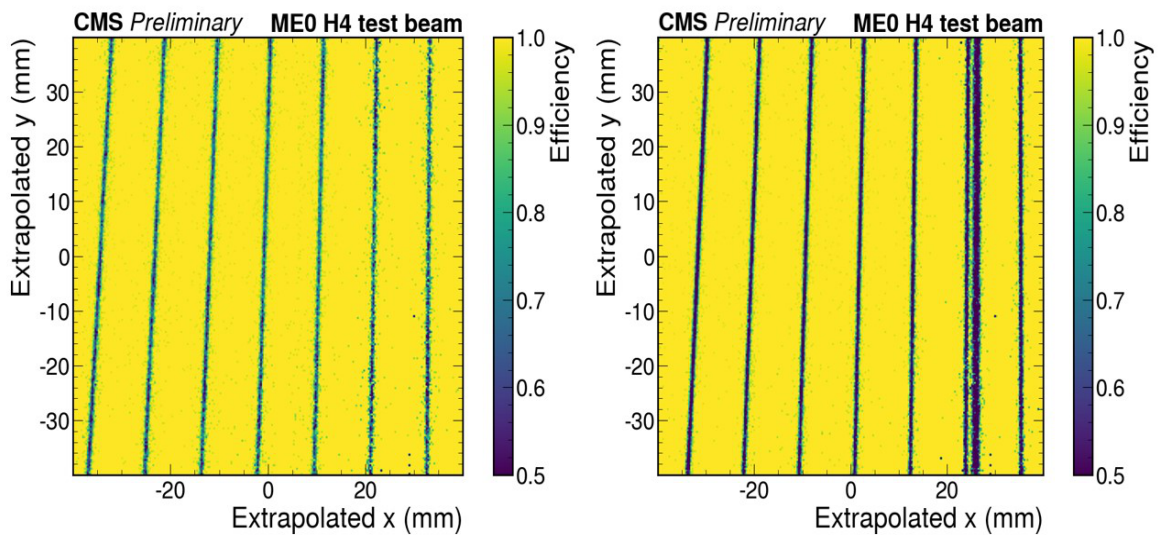 CMS Preliminary ME0 H4 test beam
Extrapolated y (mm)
30
20
10
0
-10
-20
-30
-20 0 20
Extrapolated x (mm)
1.0
0.9
0.8
0.7
0.6
0.5
Efficiency
CMS Preliminary ME0 H4 test beam
Extrapolated y (mm)
30
20
10
0
-10
-20
-30
-20 0 20
Extrapolated x (mm)
1.0
0.9
0.8
0.7
0.6
0.5
Efficiency